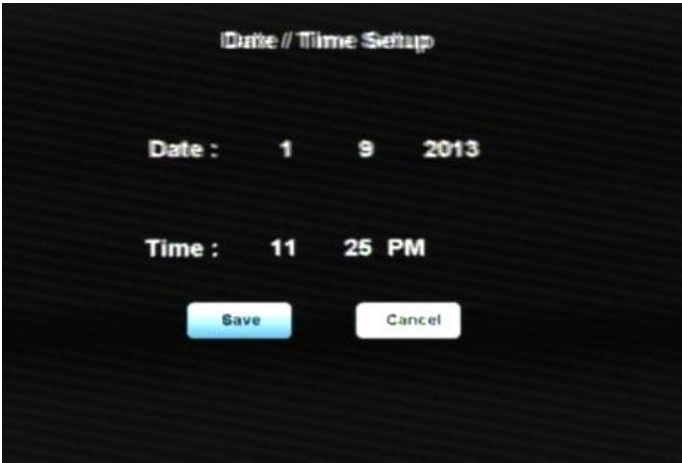 Date // Time Setup
Date : 1 9 2013
Time : 11 25 PM
Save Cancel